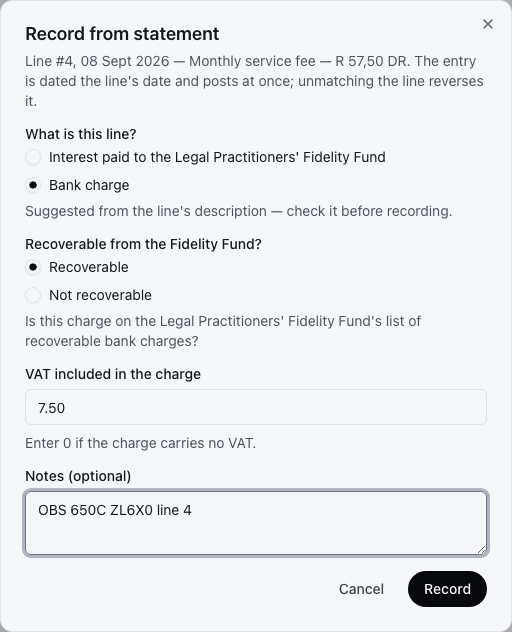 Record from statement
Line #4, 08 Sept 2026 — Monthly service fee — R 57,50 DR. The entry
is dated the line's date and posts at once; unmatching the line reverses
it.
What is this line?
Interest paid to the Legal Practitioners' Fidelity Fund
Bank charge
Suggested from the line's description — check it before recording.
Recoverable from the Fidelity Fund?
Recoverable
Not recoverable
Is this charge on the Legal Practitioners' Fidelity Fund's list of
recoverable bank charges?
VAT included in the charge
7.50
Enter 0 if the charge carries no VAT.
Notes (optional)
OBS 650C ZL6X0 line 4
Cancel Record